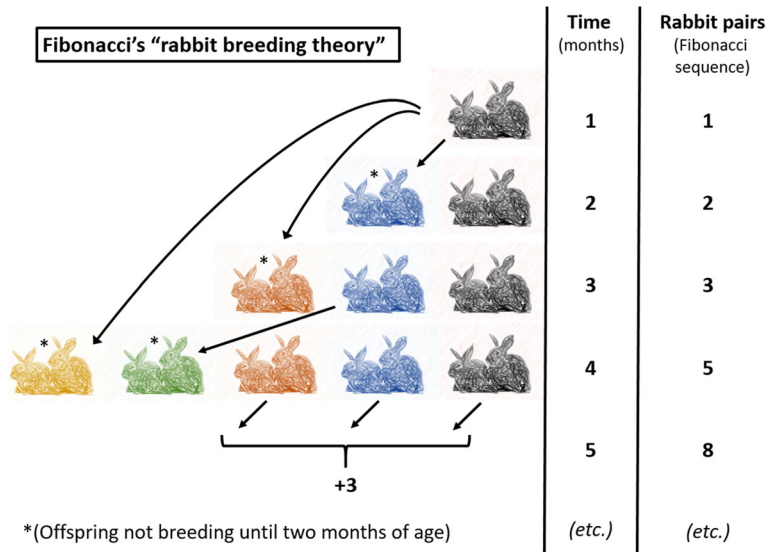 Fibonacci's “rabbit breeding theory”
Time
(months)
Rabbit pairs
(Fibonacci
sequence)
1 1
* 2 2
* 3 3
* * 4 5
5 8
+3
*(Offspring not breeding until two months of age) (etc.) (etc.)